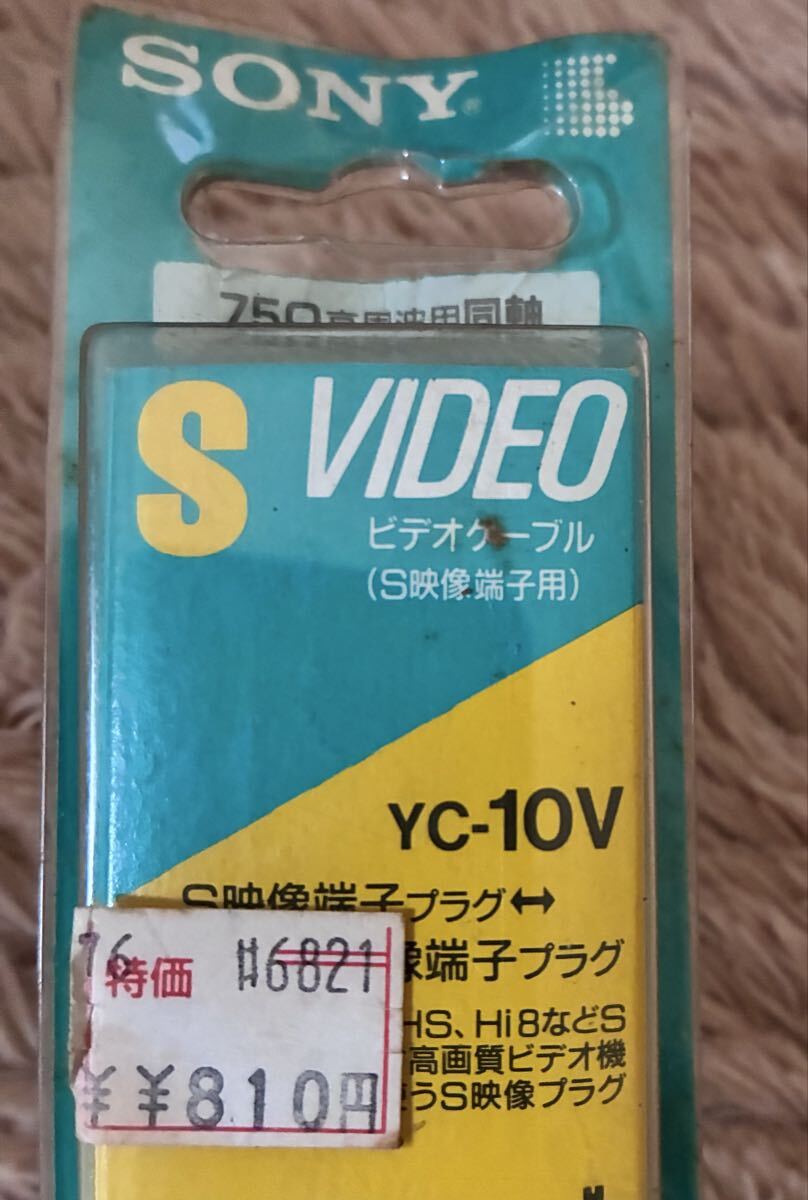 SONY
75Ω高周波用同軸
S VIDEO
ビデオケーブル
(S映像端子用)
YC-10V
S映像端子プラグ↔
像端子プラグ
16 特価 #6821
¥¥810円
HS、Hi8などS
高画質ビデオ機
うS映像プラグ